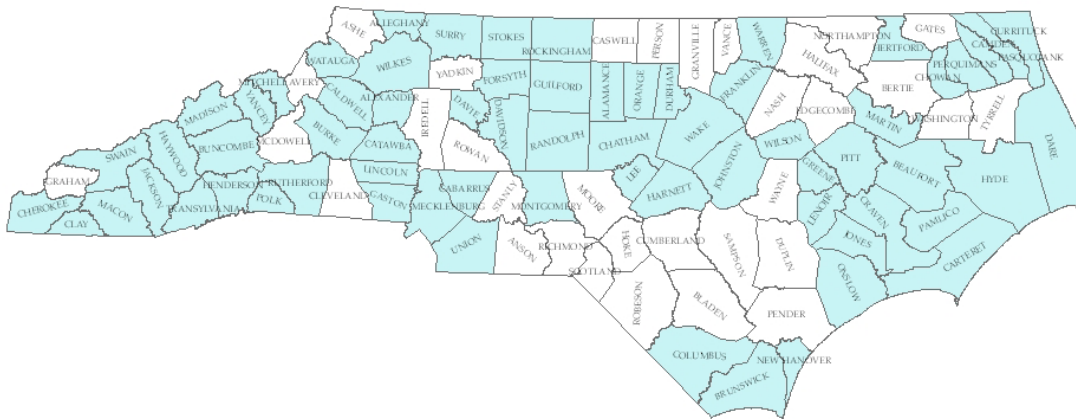 ASHE
ALLEGHANY
SURRY
STOKES
ROCKINGHAM
CASWELL
PERSON
GRANVILLE
VANCE
WARREN
NORTHAMPTON
HERTFORD
GATES
CURRITUCK
CAMDEN
PASQUOTANK
PERQUIMANS
CHOWAN
WATAUGA
WILKES
YADKIN
FORSYTH
GUILFORD
ALAMANCE
ORANGE
DURHAM
FRANKLIN
HALIFAX
BERTIE
MITCHELL
AVERY
YANCEY
CALDWELL
ALEXANDER
IREDELL
DAVIE
DAVIDSON
RANDOLPH
CHATHAM
WAKE
NASH
EDGECOMBE
MARTIN
WASHINGTON
TYRRELL
DARE
MADISON
BUNCOMBE
MCDOWELL
BURKE
CATAWBA
ROWAN
WILSON
PITT
BEAUFORT
HYDE
SWAIN
HAYWOOD
JACKSON
HENDERSON
RUTHERFORD
POLK
CLEVELAND
LINCOLN
GASTON
CABARRUS
MECKLENBURG
STANLY
MONTGOMERY
MOORE
LEE
HARNETT
JOHNSTON
WAYNE
GREENE
LENOIR
CRAVEN
PAMLICO
GRAHAM
CHEROKEE
CLAY
MACON
TRANSYLVANIA
UNION
ANSON
RICHMOND
SCOTLAND
HOKE
CUMBERLAND
SAMPSON
DUPLIN
JONES
ONSLOW
CARTERET
ROBESON
BLADEN
PENDER
COLUMBUS
BRUNSWICK
NEW HANOVER